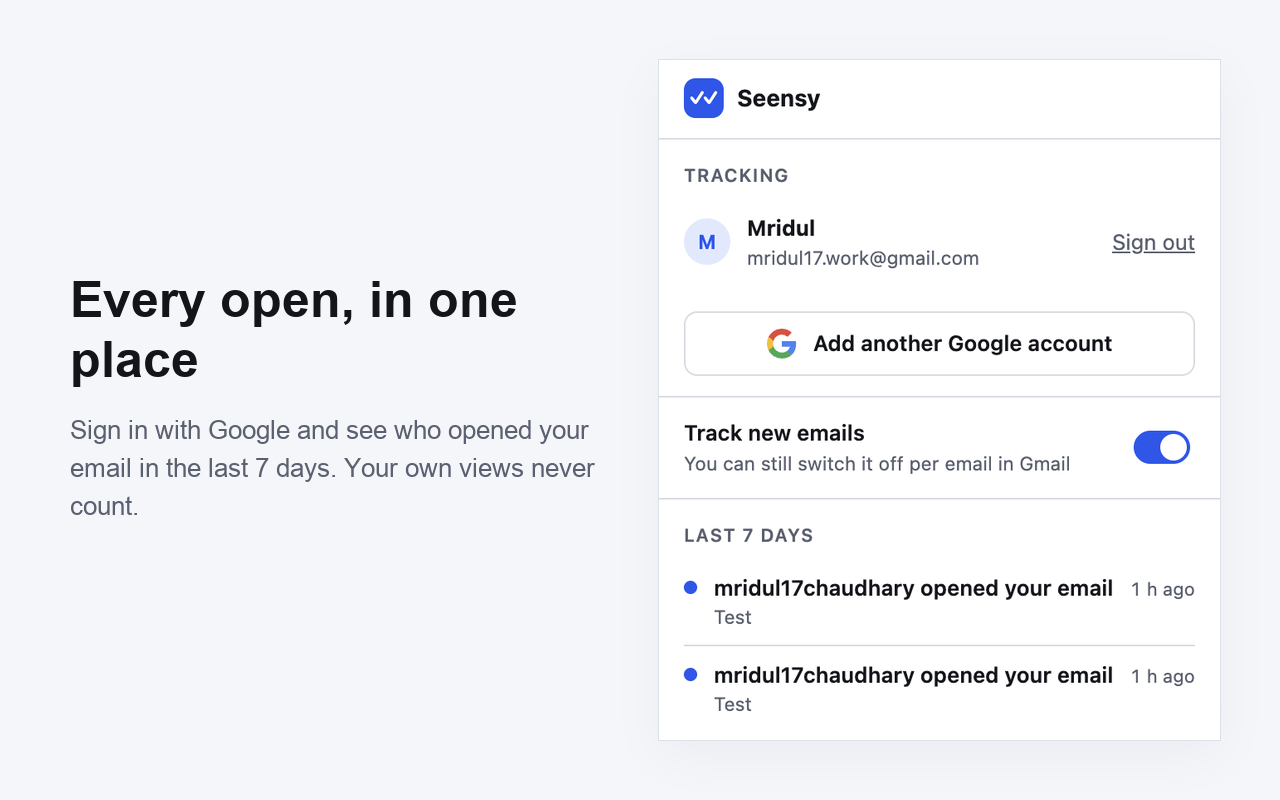 Every open, in one
place
Sign in with Google and see who opened your
email in the last 7 days. Your own views never
count.
Seensy
TRACKING
M
Mridul
mridul17.work@gmail.com
Sign out
Add another Google account
Track new emails
You can still switch it off per email in Gmail
LAST 7 DAYS
mridul17chaudhary opened your email 1 h ago
Test
mridul17chaudhary opened your email 1 h ago
Test